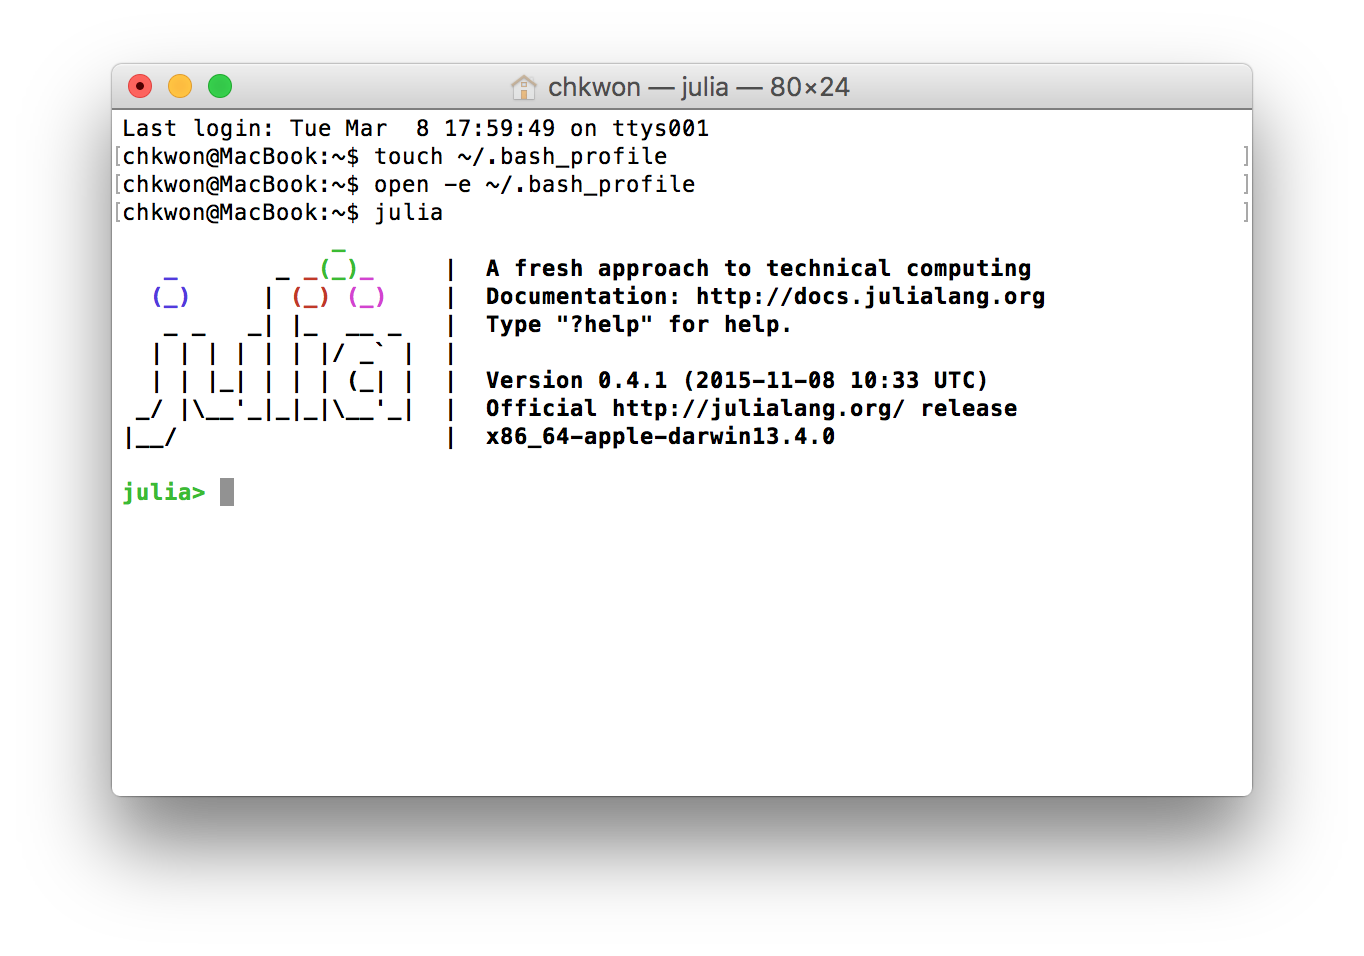 chkwon — julia — 80×24
Last login: Tue Mar  8 17:59:49 on ttys001
[chkwon@MacBook:~$ touch ~/.bash_profile ]
[chkwon@MacBook:~$ open -e ~/.bash_profile ]
[chkwon@MacBook:~$ julia ]
               _
   _       _ _(_)_     |  A fresh approach to technical computing
  (_)     | (_) (_)    |  Documentation: http://docs.julialang.org
   _ _   _| |_  __ _   |  Type "?help" for help.
  | | | | | | |/ _` |  |
  | | |_| | | | (_| |  |  Version 0.4.1 (2015-11-08 10:33 UTC)
 _/ |\__'_|_|_|\__'_|  |  Official http://julialang.org/ release
|__/                   |  x86_64-apple-darwin13.4.0
julia>